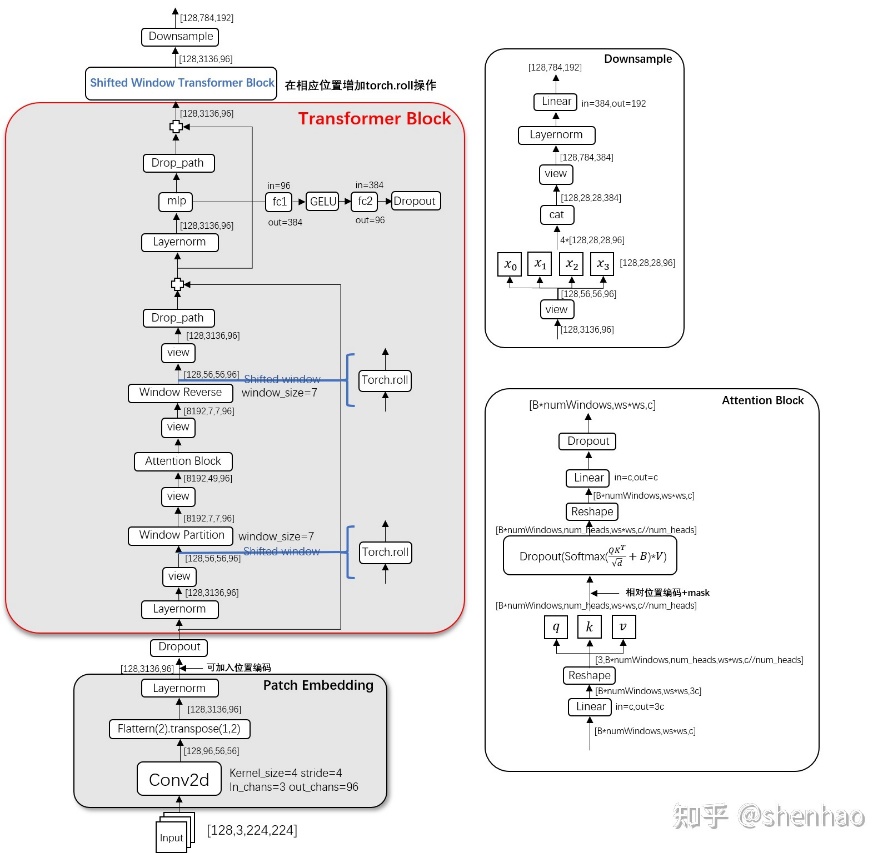 [128,784,192]
Downsample
[128,3136,96]
Shifted Window Transformer Block
在相应位置增加torch.roll操作
[128,3136,96]
Transformer Block
Drop_path
mlp
in=96
fc1
out=384
GELU
in=384
fc2
out=96
Dropout
[128,3136,96]
Layernorm
Drop_path
[128,3136,96]
view
[128,56,56,96]
Shifted window
Torch.roll
Window Reverse
window_size=7
[8192,7,7,96]
view
Attention Block
[8192,49,96]
view
[8192,7,7,96]
Window Partition
window_size=7
Shifted window
Torch.roll
[128,56,56,96]
view
[128,3136,96]
Layernorm
Dropout
[128,3136,96]
可加入位置编码
Patch Embedding
Layernorm
[128,3136,96]
Flattern(2).transpose(1,2)
[128,96,56,56]
Conv2d
Kernel_size=4 stride=4
In_chans=3 out_chans=96
Input
[128,3,224,224]
Downsample
[128,784,192]
Linear
in=384,out=192
Layernorm
[128,784,384]
view
[128,28,28,384]
cat
4*[128,28,28,96]
x₀ x₁ x₂ x₃
[128,28,28,96]
[128,56,56,96]
view
[128,3136,96]
Attention Block
[B*numWindows,ws*ws,c]
Dropout
Linear
in=c,out=c
[B*numWindows,ws*ws,c]
Reshape
[B*numWindows,num_heads,ws*ws,c//num_heads]
Dropout(Softmax(QKᵀ/√d + B)*V)
相对位置编码+mask
[B*numWindows,num_heads,ws*ws,c//num_heads]
q k v
[3,B*numWindows,num_heads,ws*ws,c//num_heads]
Reshape
[B*numWindows,ws*ws,3c]
Linear
in=c,out=3c
[B*numWindows,ws*ws,c]
知乎 @shenhao